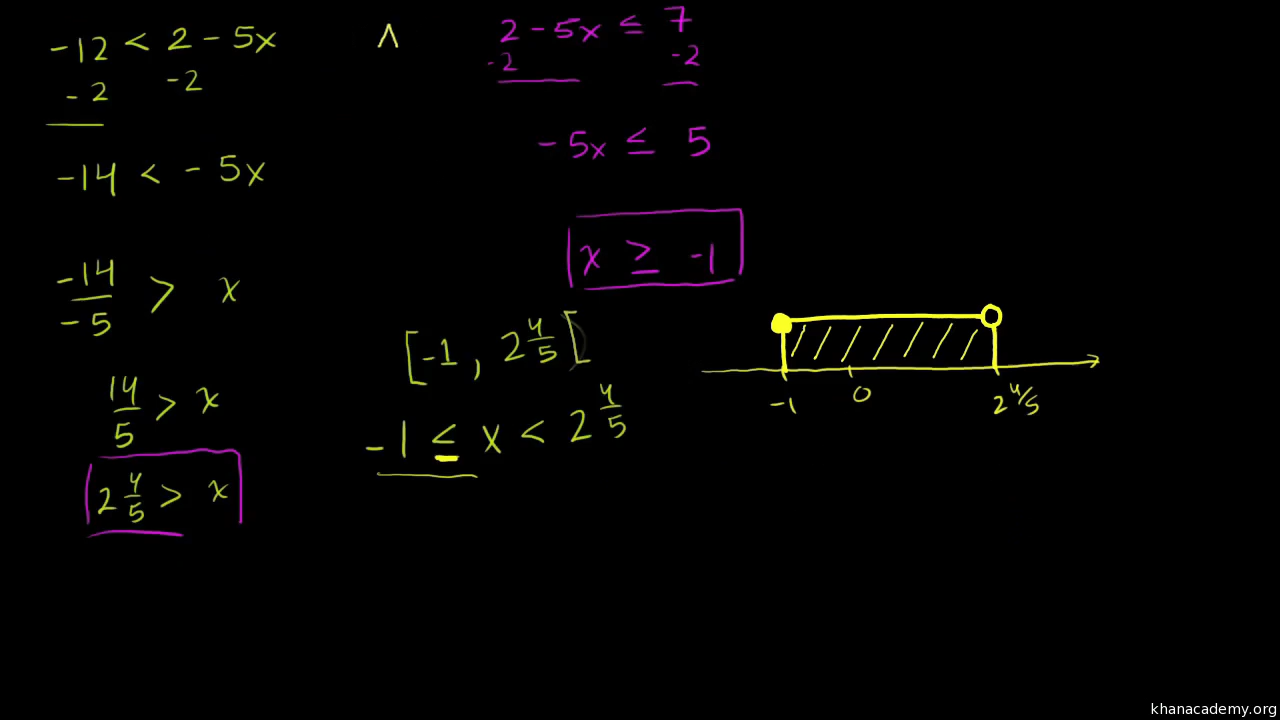 -12 < 2 - 5x ∧ 2 - 5x ≤ 7
-2 -2 -2 -2
-14 < -5x -5x ≤ 5
-14/-5 > x x ≥ -1
[-1, 2 4/5[
14/5 > x -1 ≤ x < 2 4/5
2 4/5 > x
-1 0 2 4/5
khanacademy.org